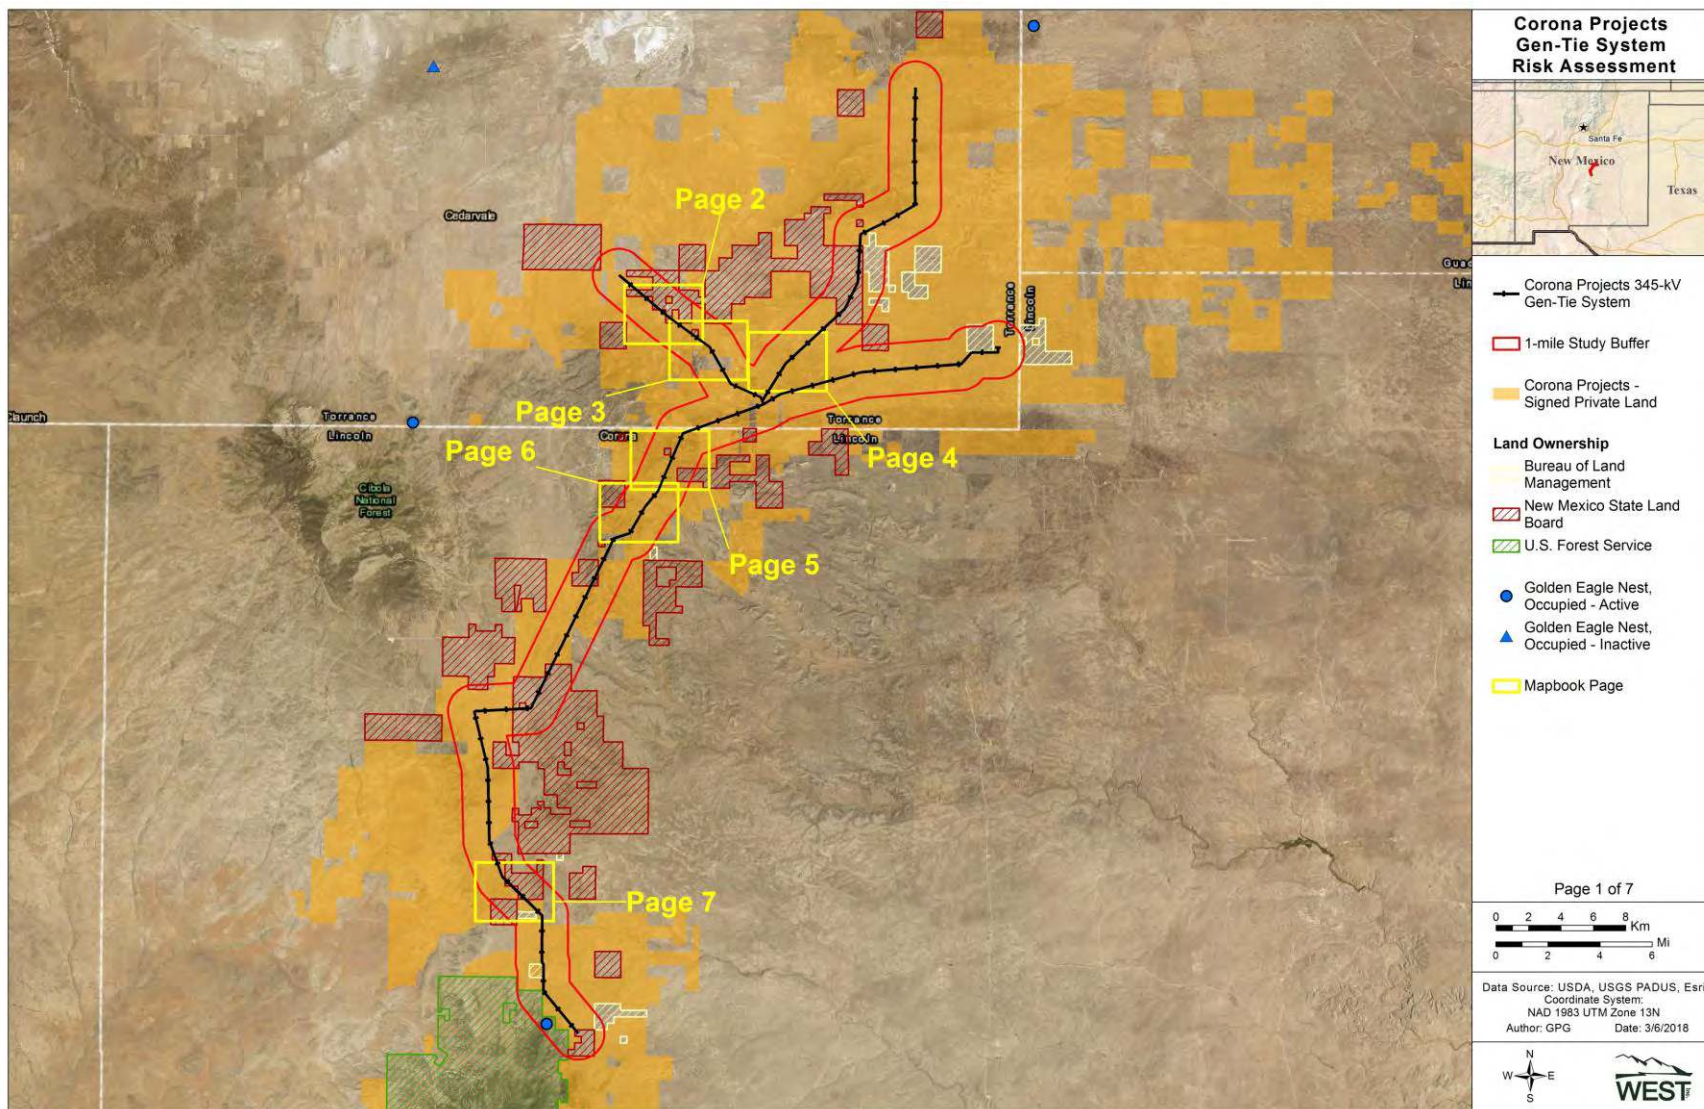 Corona Projects
Gen-Tie System
Risk Assessment
Santa Fe
New Mexico
Texas
Corona Projects 345-kV
Gen-Tie System
1-mile Study Buffer
Corona Projects -
Signed Private Land
Land Ownership
Bureau of Land
Management
New Mexico State Land
Board
U.S. Forest Service
Golden Eagle Nest,
Occupied - Active
Golden Eagle Nest,
Occupied - Inactive
Mapbook Page
Page 1 of 7
0 2 4 6 8
Km
Mi
0 2 4 6
Data Source: USDA, USGS PADUS, Esri
Coordinate System:
NAD 1983 UTM Zone 13N
Author: GPG Date: 3/6/2018
N
W E
S
WEST
Cedarvale
Page 2
Torrance
Lincoln
Page 3
Claunch
Torrance
Lincoln
Corona
Torrance
Lincoln
Page 4
Page 6
Cibola
National
Forest
Page 5
Page 7